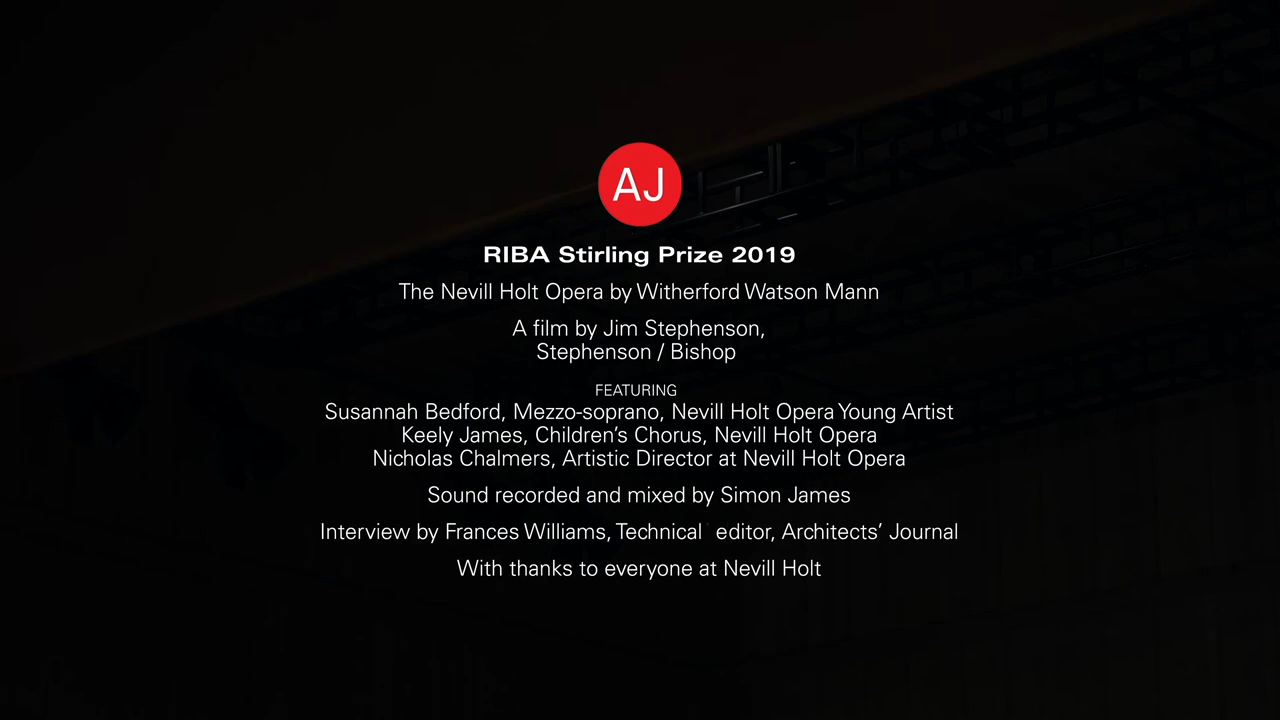 AJ
RIBA Stirling Prize 2019
The Nevill Holt Opera by Witherford Watson Mann
A film by Jim Stephenson,
Stephenson / Bishop
FEATURING
Susannah Bedford, Mezzo-soprano, Nevill Holt Opera Young Artist
Keely James, Children’s Chorus, Nevill Holt Opera
Nicholas Chalmers, Artistic Director at Nevill Holt Opera
Sound recorded and mixed by Simon James
Interview by Frances Williams, Technical editor, Architects’ Journal
With thanks to everyone at Nevill Holt